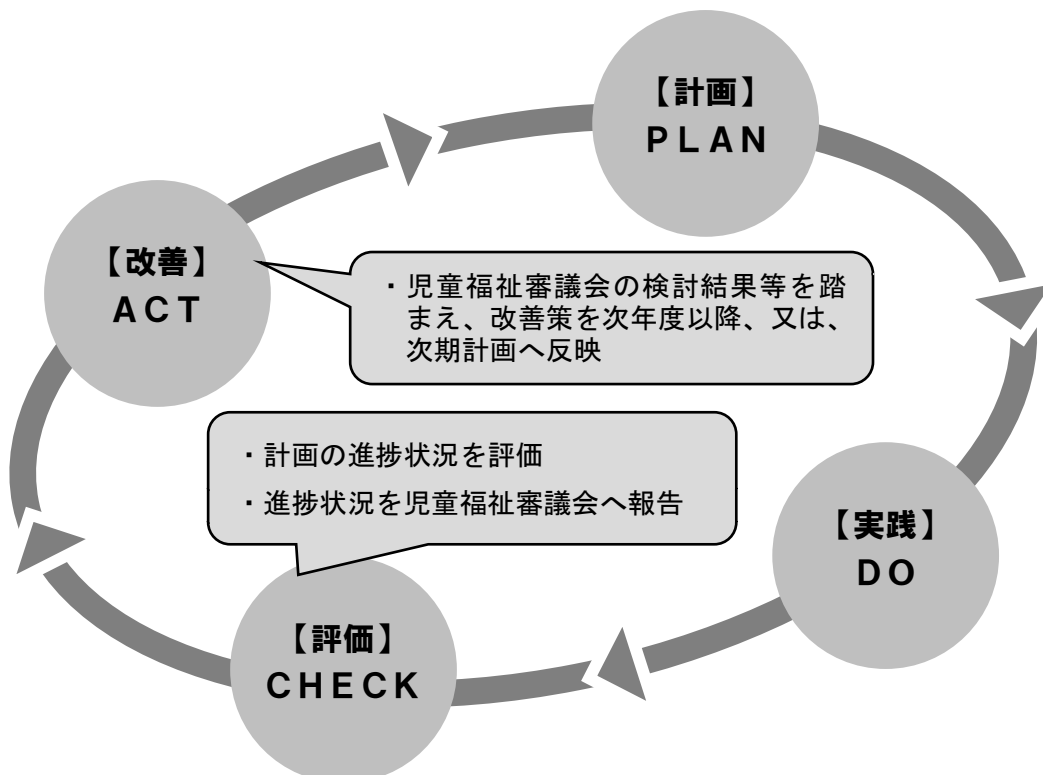 【計画】
PLAN
【改善】
ACT
・児童福祉審議会の検討結果等を踏
まえ、改善策を次年度以降、又は、
次期計画へ反映
・計画の進捗状況を評価
・進捗状況を児童福祉審議会へ報告
【実践】
DO
【評価】
CHECK